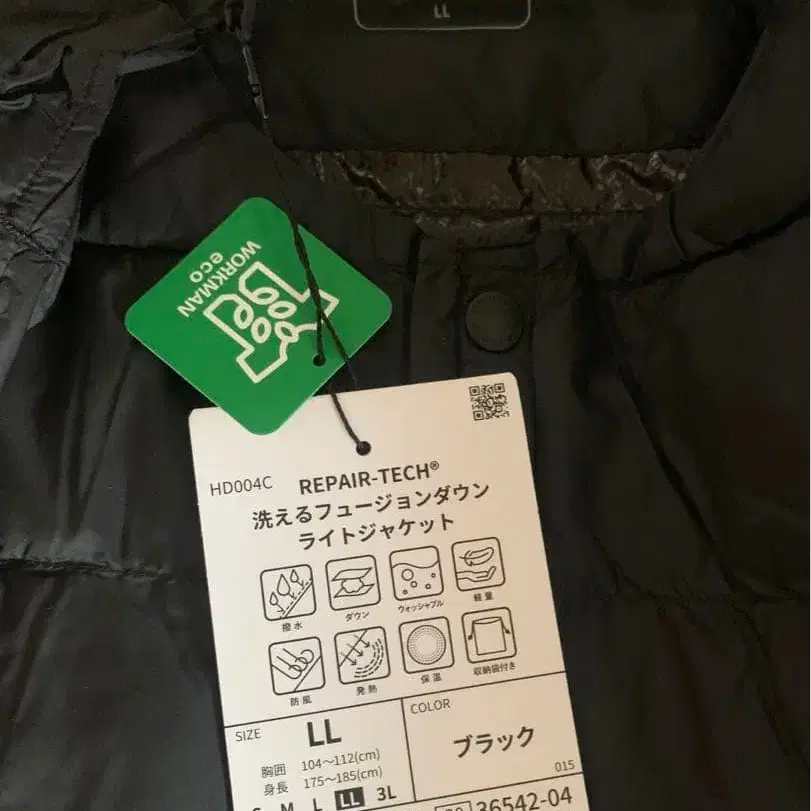 LL
WORKMAN
eco
HD004C
REPAIR-TECH®
洗えるフュージョンダウン
ライトジャケット
撥水
ダウン
ウォッシャブル
軽量
防風
発熱
保温
収納袋付き
SIZE
LL
胸囲 104〜112(cm)
身長 175〜185(cm)
S M L LL 3L
COLOR
ブラック
015
36542-04